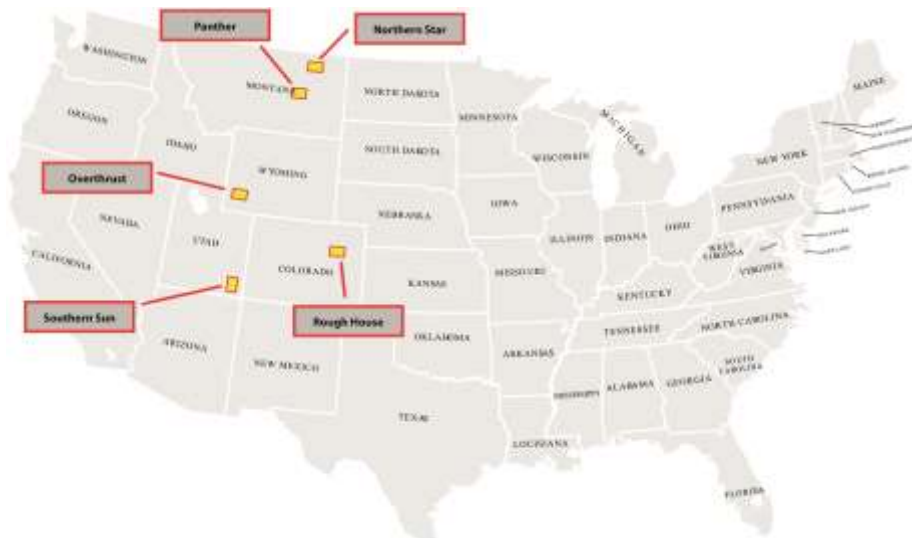 Panther
Northern Star
WASHINGTON
MAINE
MONTANA
NORTH DAKOTA
MINNESOTA
MICHIGAN
OREGON
IDAHO
SOUTH DAKOTA
WISCONSIN
NEW YORK
Overthrust
WYOMING
NEBRASKA
IOWA
PENNSYLVANIA
NEVADA
UTAH
ILLINOIS
INDIANA
OHIO
WEST VIRGINIA
CALIFORNIA
COLORADO
KANSAS
MISSOURI
VIRGINIA
KENTUCKY
Southern Sun
Rough House
NORTH CAROLINA
TENNESSEE
ARIZONA
NEW MEXICO
OKLAHOMA
ARKANSAS
SOUTH CAROLINA
MISSISSIPPI
ALABAMA
GEORGIA
TEXAS
LOUISIANA
FLORIDA